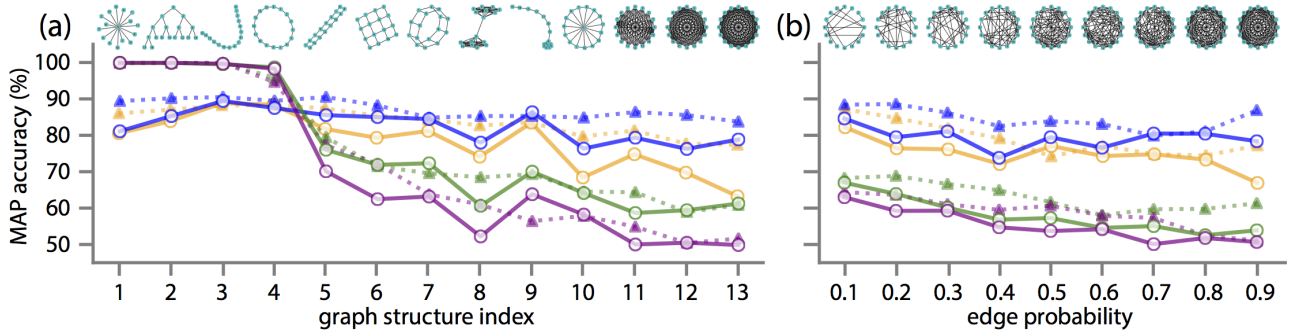 (a)
(b)
MAP accuracy (%)
100
90
80
70
60
50
1 2 3 4 5 6 7 8 9 10 11 12 13
graph structure index
0.1 0.2 0.3 0.4 0.5 0.6 0.7 0.8 0.9
edge probability